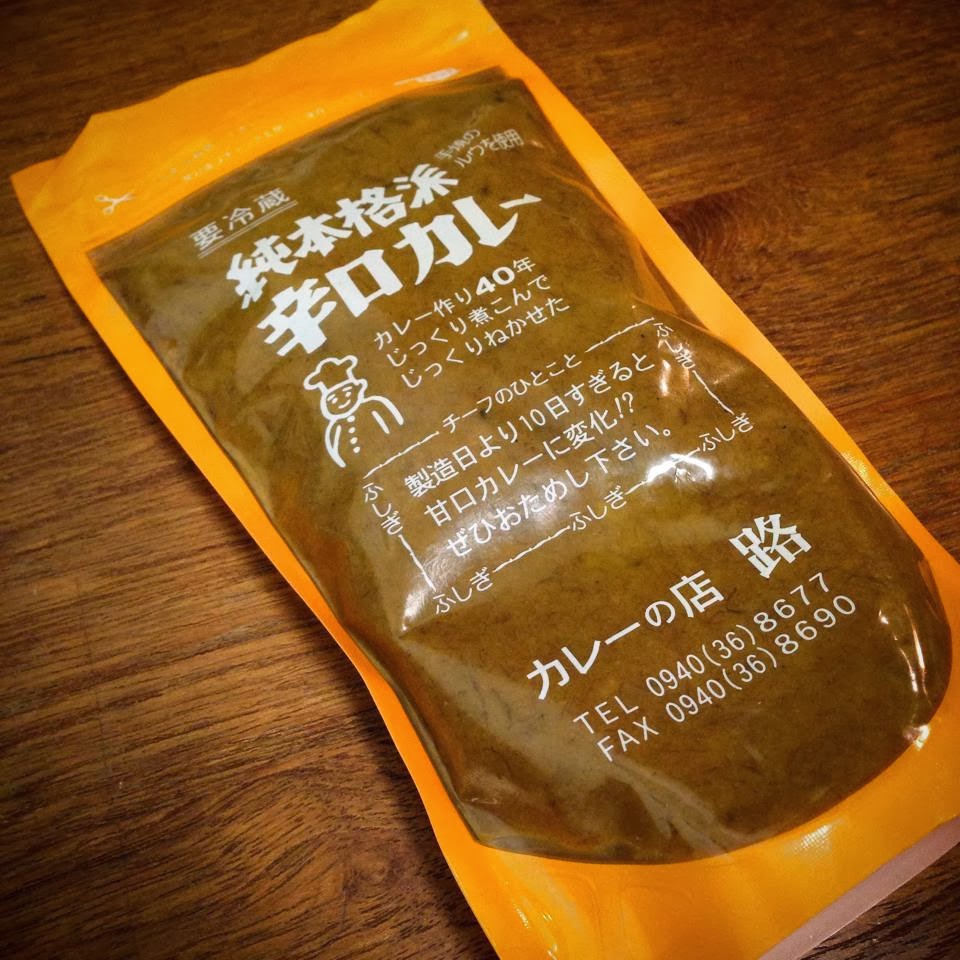 要冷蔵
純本格派
手焼の
ルウを使用
辛口カレー
カレー作り40年
じっくり煮こんで
じっくりねかせた
チーフのひとこと
ふしぎ
製造日より10日すぎると
甘口カレーに変化!?
ぜひおためし下さい。
ふしぎ
ふしぎ
ふしぎ
ふしぎ
カレーの店 路
TEL 0940(36)8677
FAX 0940(36)8690